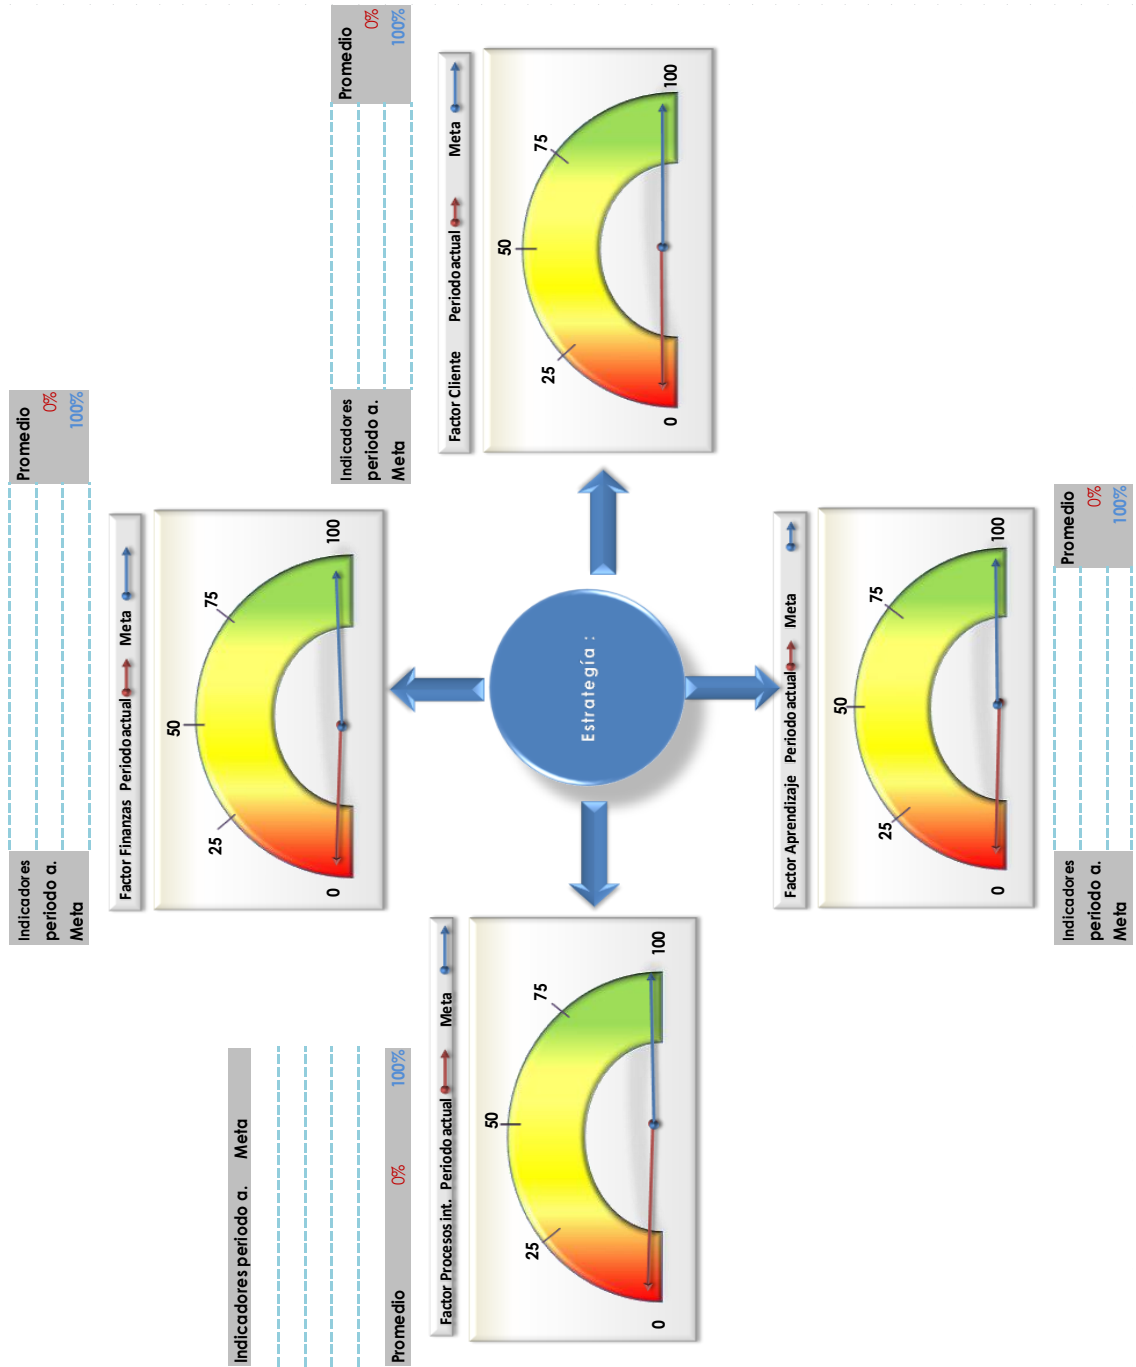 Indicadores Promedio
periodo a. 0%
Meta 100%
Factor Finanzas Periodo actual Meta
0
25
50
75
100
Indicadores periodo a. Meta
Promedio 0% 100%
Factor Procesos int. Periodo actual Meta
0
25
50
75
100
Estrategía :
Indicadores Promedio
periodo a. 0%
Meta 100%
Factor Cliente Periodo actual Meta
0
25
50
75
100
Factor Aprendizaje Periodo actual Meta
0
25
50
75
100
Indicadores Promedio
periodo a. 0%
Meta 100%